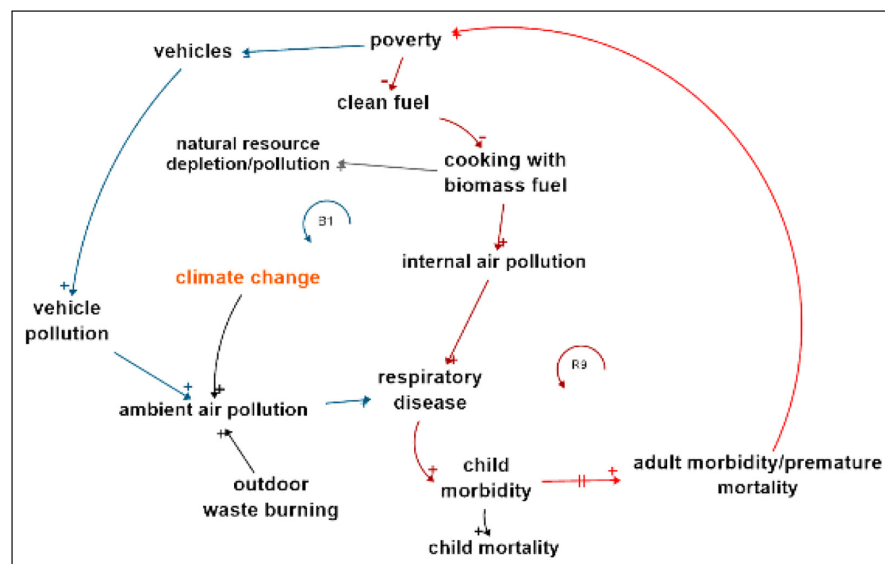 vehicles
poverty
-
clean fuel
-
natural resource
depletion/pollution
+
cooking with
biomass fuel
B1
+
internal air pollution
climate change
+
vehicle
pollution
+
respiratory
disease
R9
+
+
ambient air pollution
+
+
child
morbidity
+
adult morbidity/premature
mortality
outdoor
waste burning
+
child mortality